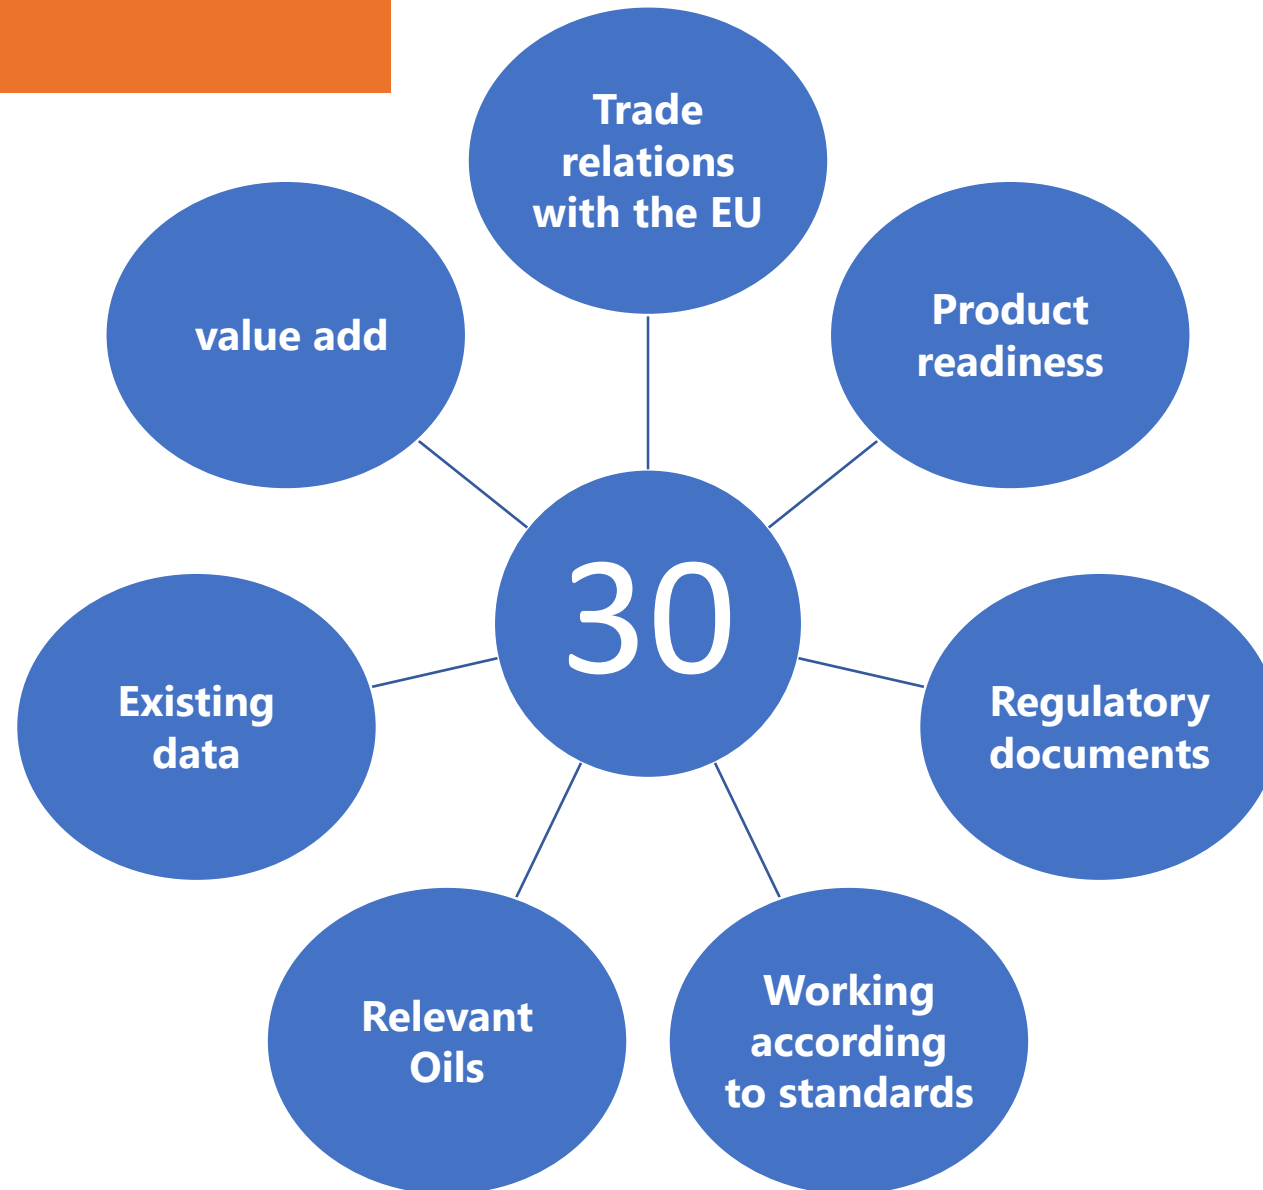 Trade
relations
with the EU
Product
readiness
Regulatory
documents
Working
according
to standards
Relevant
Oils
Existing
data
value add
30